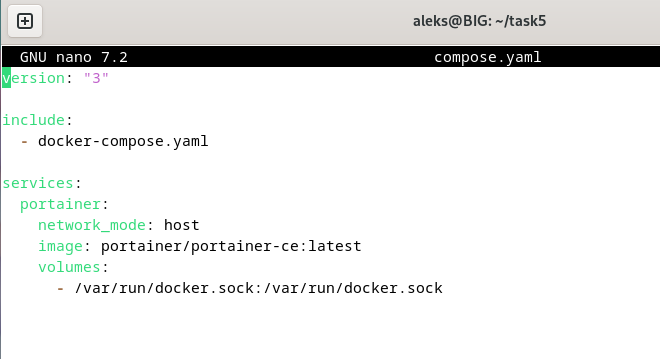 aleks@BIG: ~/task5
GNU nano 7.2 compose.yaml
version: "3"
include:
  - docker-compose.yaml
services:
  portainer:
    network_mode: host
    image: portainer/portainer-ce:latest
    volumes:
      - /var/run/docker.sock:/var/run/docker.sock